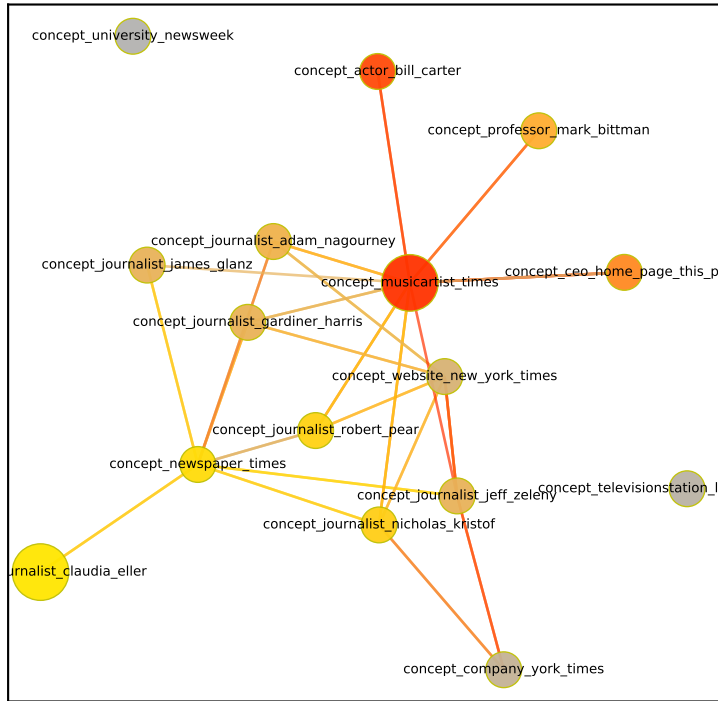 concept_university_newsweek
concept_actor_bill_carter
concept_professor_mark_bittman
concept_journalist_adam_nagourney
concept_journalist_james_glanz
concept_ceo_home_page_this_p
concept_musicartist_times
concept_journalist_gardiner_harris
concept_website_new_york_times
concept_journalist_robert_pear
concept_newspaper_times
concept_televisionstation_l
concept_journalist_jeff_zeleny
concept_journalist_nicholas_kristof
urnalist_claudia_eller
concept_company_york_times